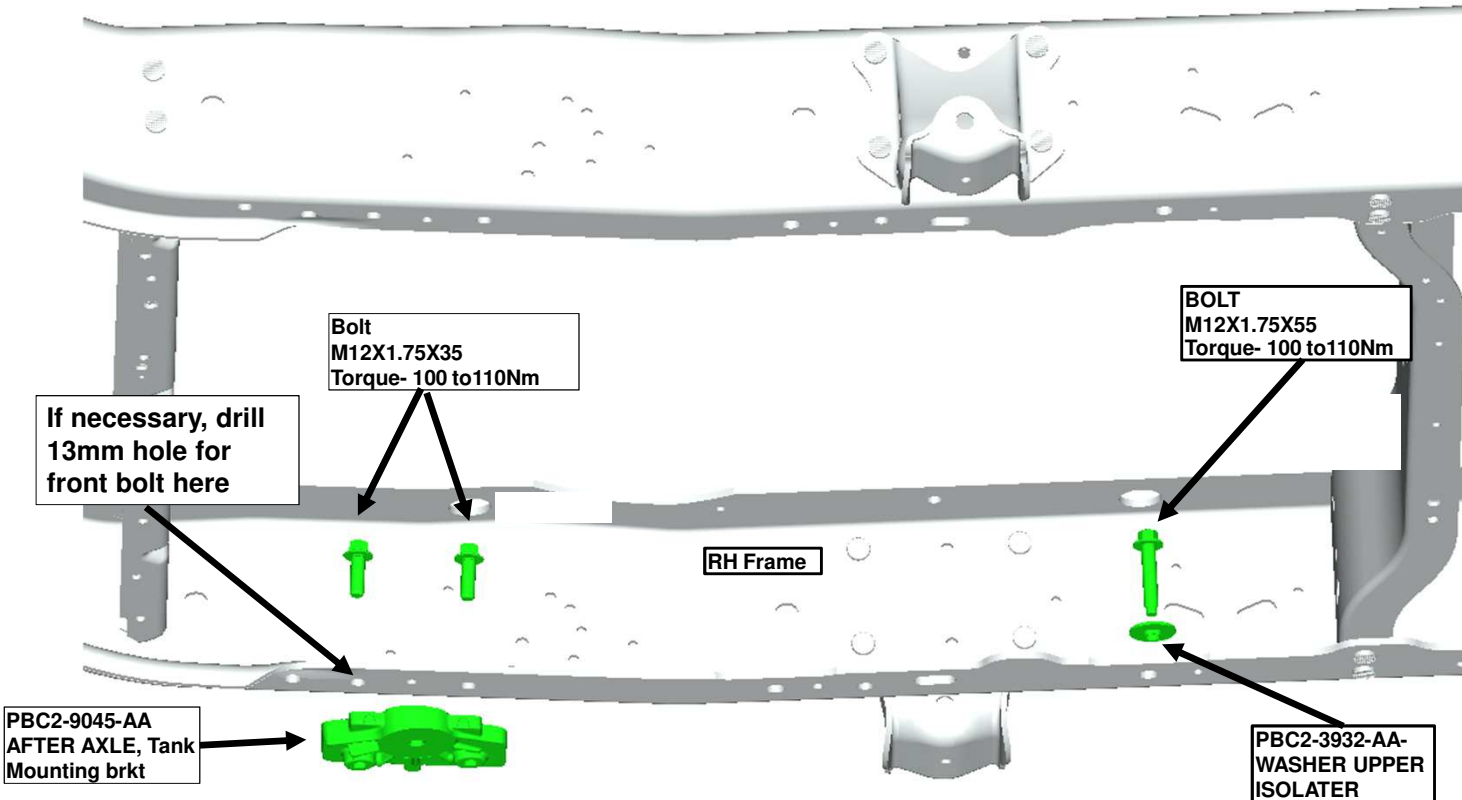 BOLT
M12X1.75X55
Torque- 100 to110Nm
Bolt
M12X1.75X35
Torque- 100 to110Nm
If necessary, drill
13mm hole for
front bolt here
RH Frame
PBC2-9045-AA
AFTER AXLE, Tank
Mounting brkt
PBC2-3932-AA-
WASHER UPPER
ISOLATER